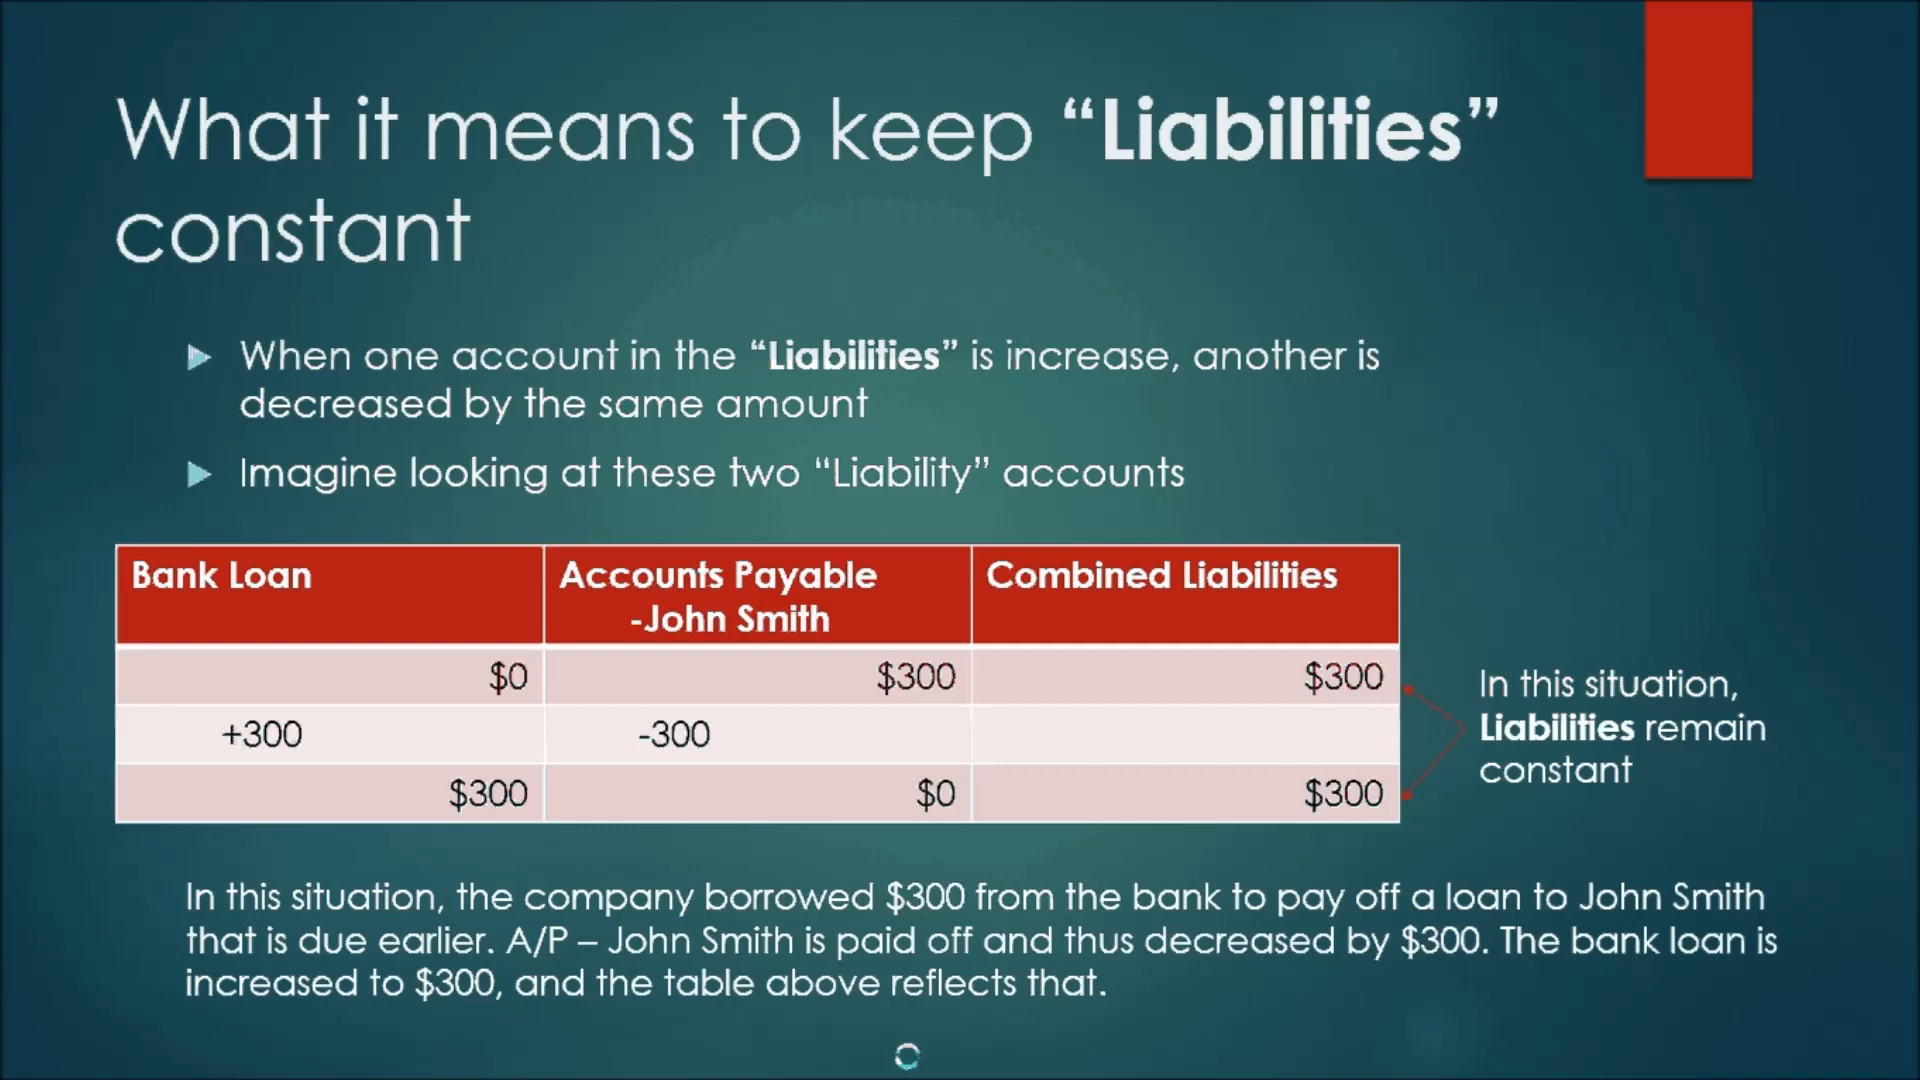 What it means to keep “Liabilities”
constant
When one account in the “Liabilities” is increase, another is
decreased by the same amount
Imagine looking at these two “Liability” accounts
Bank Loan
Accounts Payable
-John Smith
Combined Liabilities
$0
$300
$300
+300
-300
$300
$0
$300
In this situation,
Liabilities remain
constant
In this situation, the company borrowed $300 from the bank to pay off a loan to John Smith
that is due earlier. A/P – John Smith is paid off and thus decreased by $300. The bank loan is
increased to $300, and the table above reflects that.